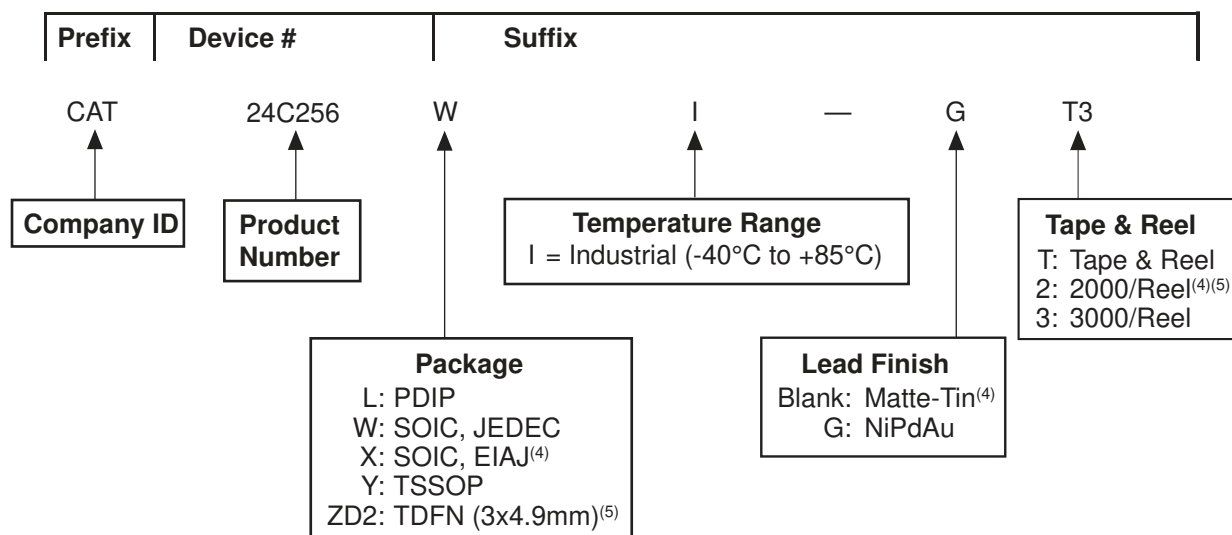 Prefix Device # Suffix
CAT 24C256 W I — G T3
Company ID
Product
Number
Temperature Range
I = Industrial (-40°C to +85°C)
Tape & Reel
T: Tape & Reel
2: 2000/Reel(4)(5)
3: 3000/Reel
Package
L: PDIP
W: SOIC, JEDEC
X: SOIC, EIAJ(4)
Y: TSSOP
ZD2: TDFN (3x4.9mm)(5)
Lead Finish
Blank: Matte-Tin(4)
G: NiPdAu